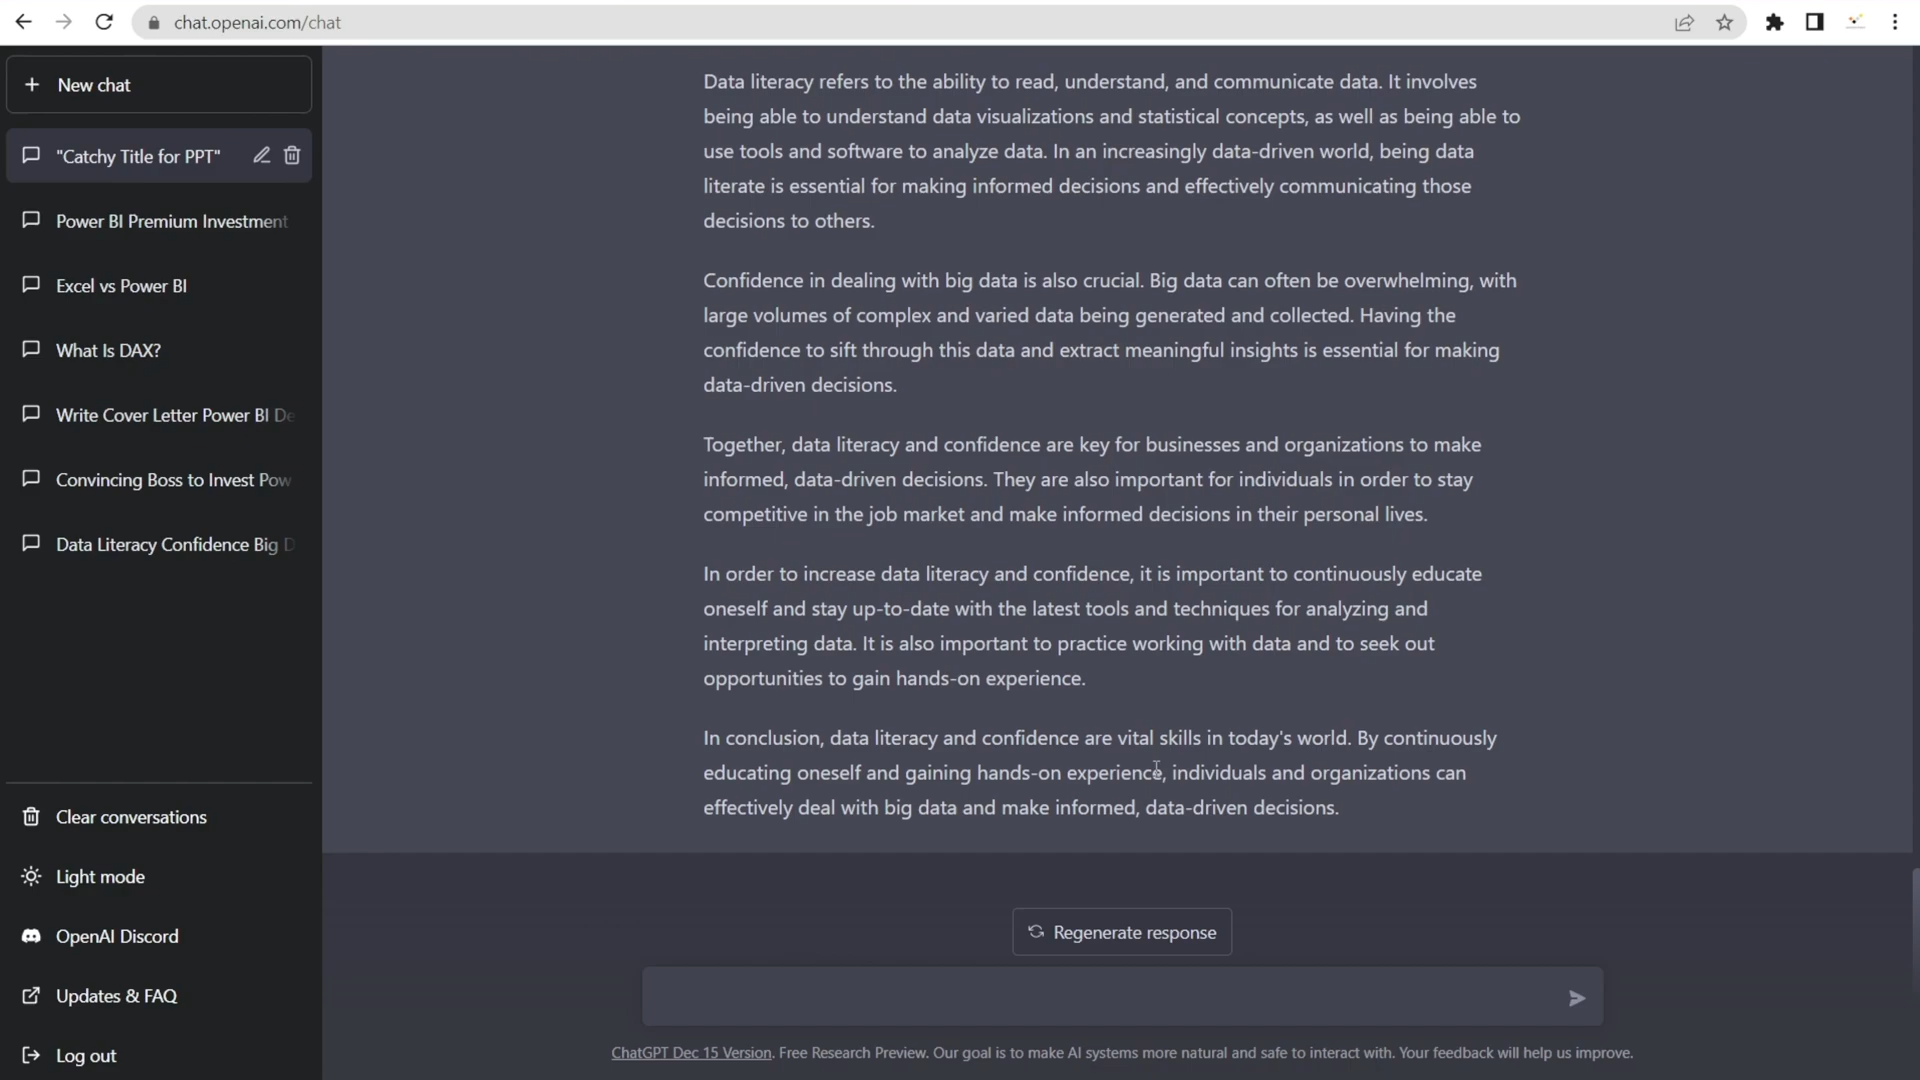 chat.openai.com/chat
New chat
"Catchy Title for PPT"
Power BI Premium Investment
Excel vs Power BI
What Is DAX?
Write Cover Letter Power BI De
Convincing Boss to Invest Pow
Data Literacy Confidence Big D
Clear conversations
Light mode
OpenAI Discord
Updates & FAQ
Log out
Data literacy refers to the ability to read, understand, and communicate data. It involves
being able to understand data visualizations and statistical concepts, as well as being able to
use tools and software to analyze data. In an increasingly data-driven world, being data
literate is essential for making informed decisions and effectively communicating those
decisions to others.
Confidence in dealing with big data is also crucial. Big data can often be overwhelming, with
large volumes of complex and varied data being generated and collected. Having the
confidence to sift through this data and extract meaningful insights is essential for making
data-driven decisions.
Together, data literacy and confidence are key for businesses and organizations to make
informed, data-driven decisions. They are also important for individuals in order to stay
competitive in the job market and make informed decisions in their personal lives.
In order to increase data literacy and confidence, it is important to continuously educate
oneself and stay up-to-date with the latest tools and techniques for analyzing and
interpreting data. It is also important to practice working with data and to seek out
opportunities to gain hands-on experience.
In conclusion, data literacy and confidence are vital skills in today's world. By continuously
educating oneself and gaining hands-on experience, individuals and organizations can
effectively deal with big data and make informed, data-driven decisions.
Regenerate response
ChatGPT Dec 15 Version. Free Research Preview. Our goal is to make AI systems more natural and safe to interact with. Your feedback will help us improve.